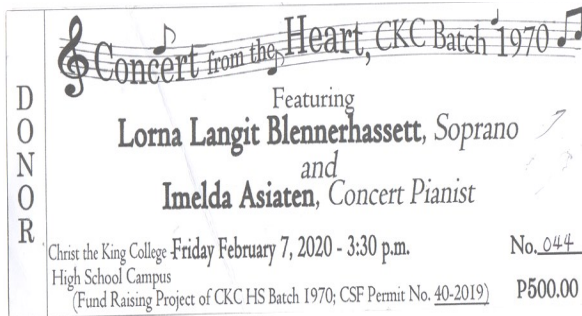 Concert from the Heart, CKC Batch 1970
DONOR
Featuring
Lorna Langit Blennerhassett, Soprano
and
Imelda Asiaten, Concert Pianist
Christ the King College Friday February 7, 2020 - 3:30 p.m. No. 044
High School Campus
(Fund Raising Project of CKC HS Batch 1970; CSF Permit No. 40-2019) P500.00